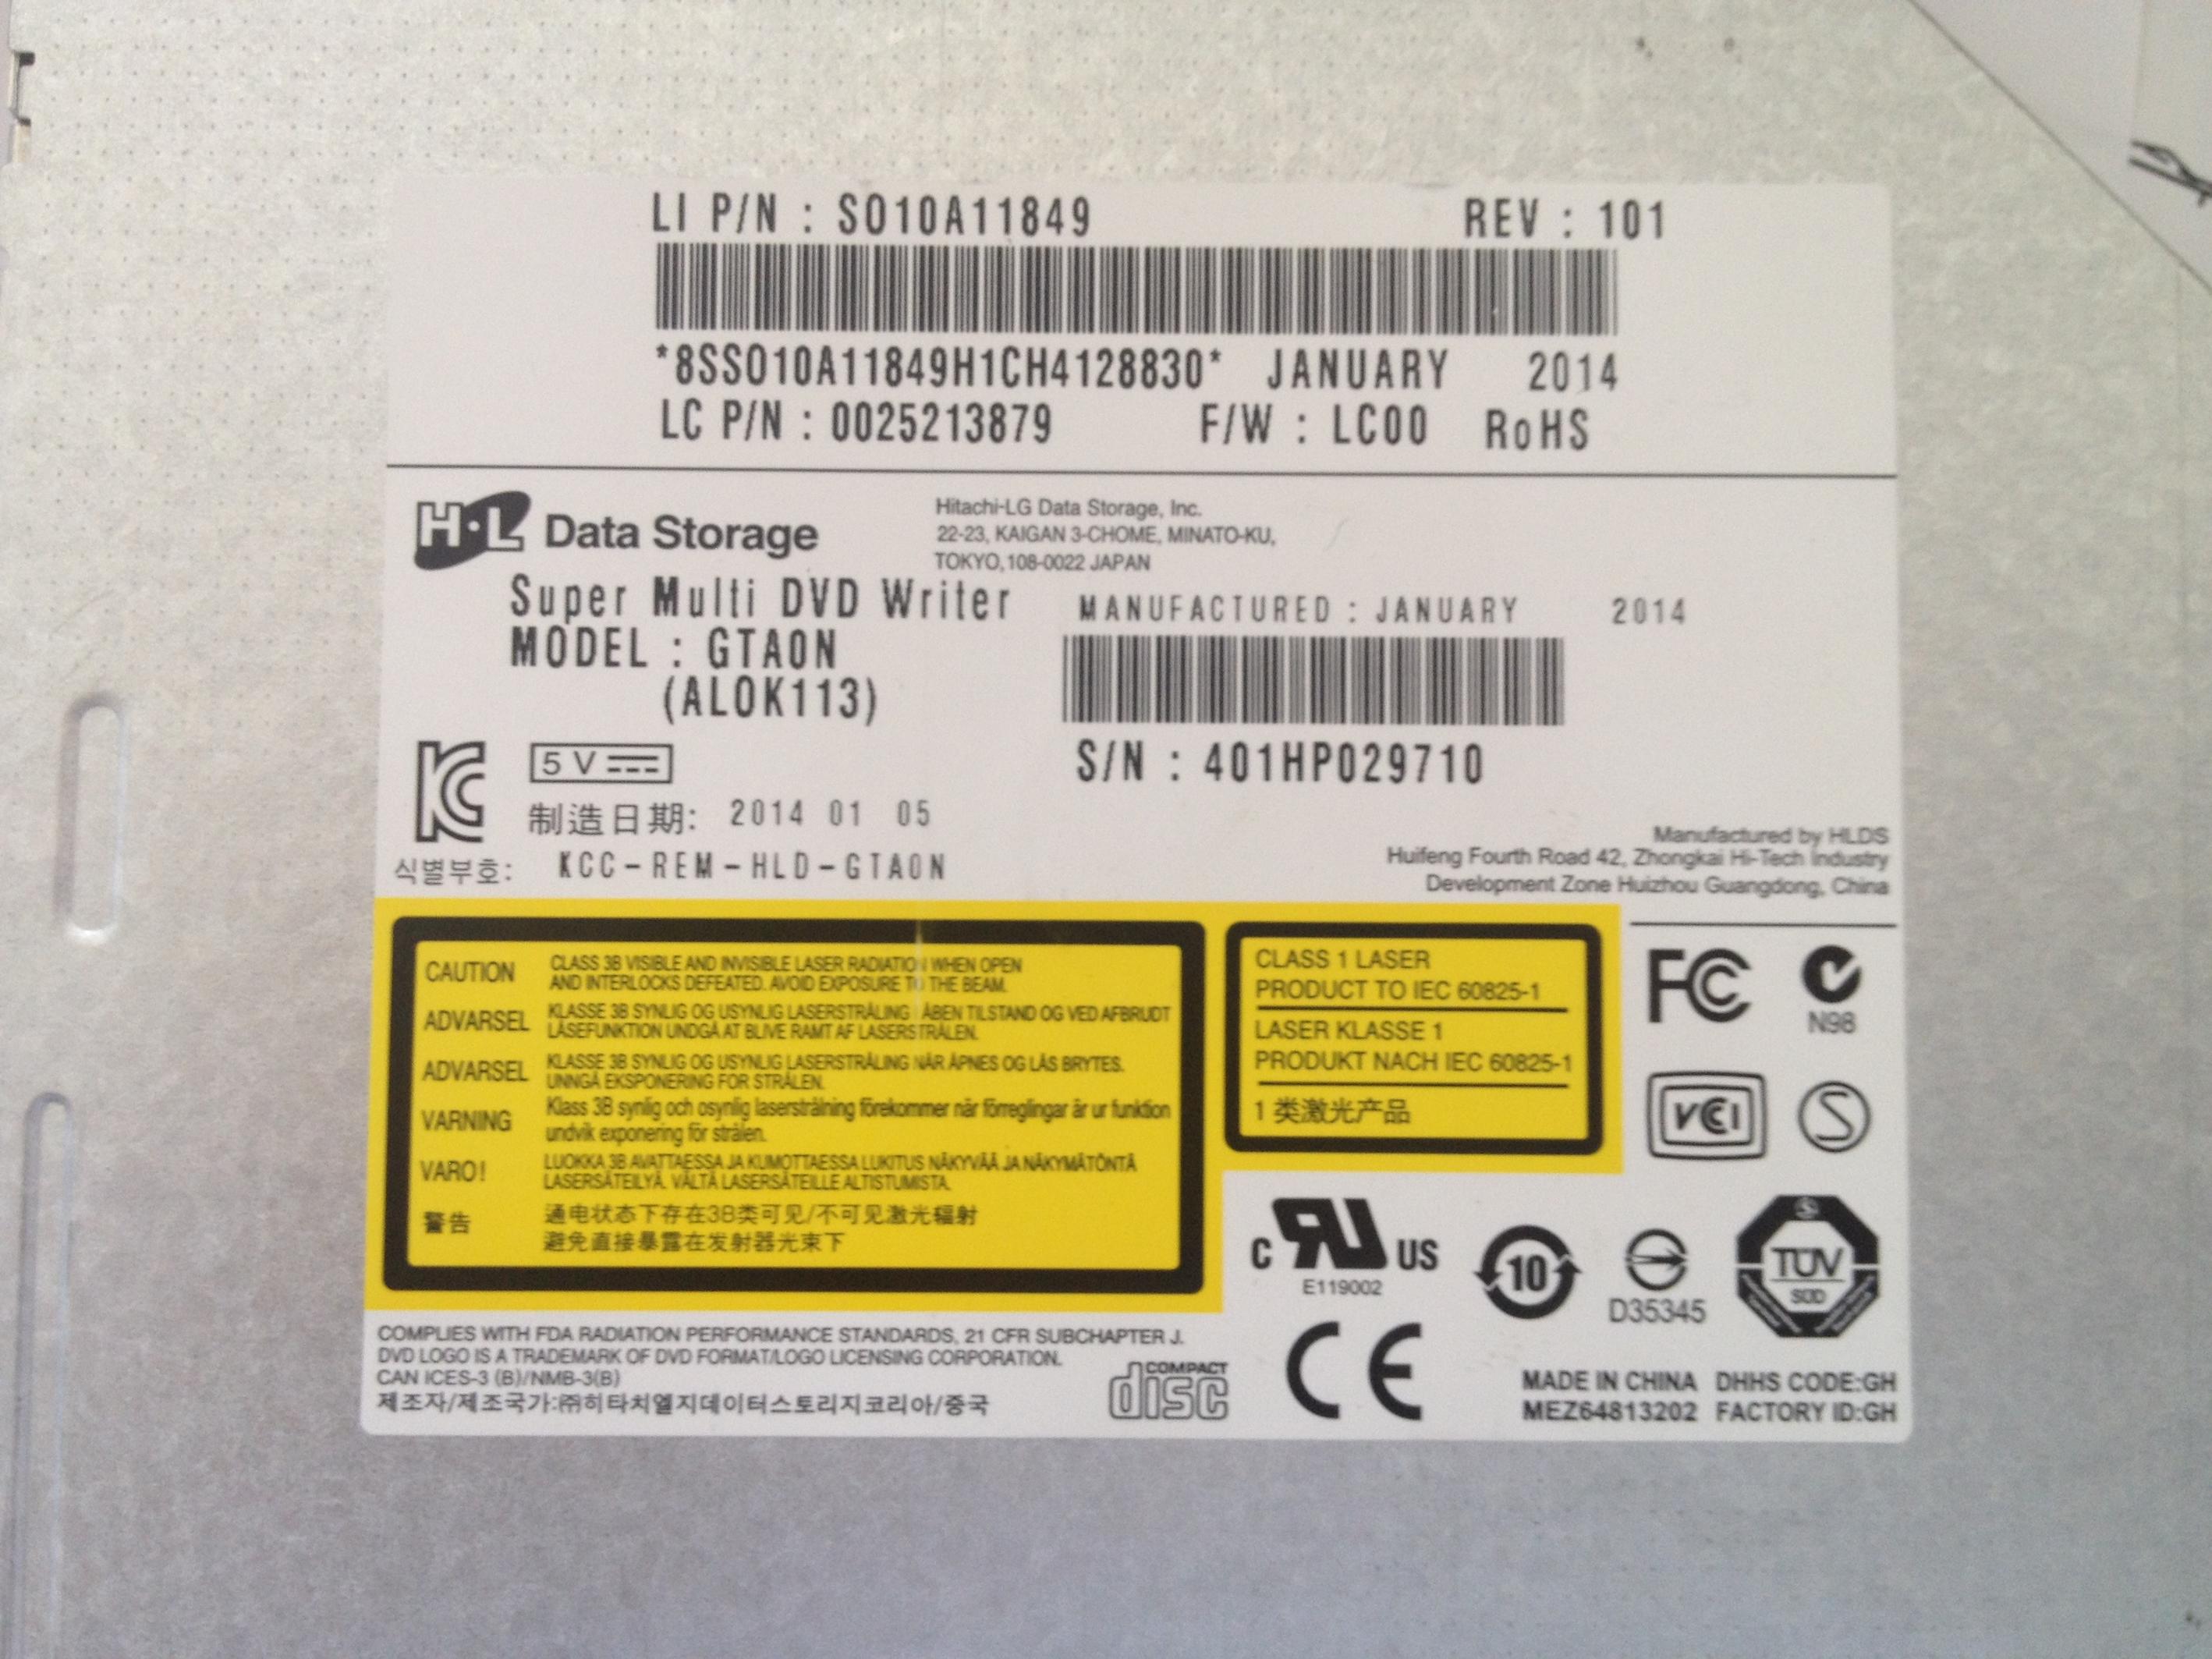 LI P/N : SO10A11849 REV : 101
*8SSO10A11849H1CH4128830* JANUARY 2014
LC P/N : 0025213879 F/W : LC00 RoHS
H·L Data Storage
Hitachi-LG Data Storage, Inc.
22-23, KAIGAN 3-CHOME, MINATO-KU,
TOKYO,108-0022 JAPAN
Super Multi DVD Writer
MODEL : GTA0N
(ALOK113)
MANUFACTURED : JANUARY 2014
S/N : 401HP029710
5 V
制造日期: 2014 01 05
식별부호: KCC-REM-HLD-GTA0N
Manufactured by HLDS
Huifeng Fourth Road 42, Zhongkai Hi-Tech Industry
Development Zone Huizhou Guangdong, China
CAUTION CLASS 3B VISIBLE AND INVISIBLE LASER RADIATION WHEN OPEN
AND INTERLOCKS DEFEATED. AVOID EXPOSURE TO THE BEAM.
ADVARSEL KLASSE 3B SYNLIG OG USYNLIG LASERSTRÅLING I ÅBEN TILSTAND OG VED AFBRUDT
LÅSEFUNKTION UNDGÅ AT BLIVE RAMT AF LASERSTRÅLEN.
ADVARSEL KLASSE 3B SYNLIG OG USYNLIG LASERSTRÅLING NÅR ÅPNES OG LÅS BRYTES.
UNNGÅ EKSPONERING FOR STRÅLEN.
VARNING Klass 3B synlig och osynlig laserstrålning förekommer när förreglingar är ur funktion
undvik exponering för strålen.
VARO! LUOKKA 3B AVATTAESSA JA KUMOTTAESSA LUKITUS NÄKYVÄÄ JA NÄKYMÄTÖNTÄ
LASERSÄTEILYÄ. VÄLTÄ LASERSÄTEILLE ALTISTUMISTA.
警告 通电状态下存在3B类可见/不可见激光辐射
避免直接暴露在发射器光束下
CLASS 1 LASER
PRODUCT TO IEC 60825-1
LASER KLASSE 1
PRODUKT NACH IEC 60825-1
1 类激光产品
FC
N98
VCI S
C RU US
E119002
10
D35345
TÜV
SÜD
CE
COMPLIES WITH FDA RADIATION PERFORMANCE STANDARDS, 21 CFR SUBCHAPTER J.
DVD LOGO IS A TRADEMARK OF DVD FORMAT/LOGO LICENSING CORPORATION.
CAN ICES-3 (B)/NMB-3(B)
제조자/제조국가:㈜히타치엘지데이터스토리지코리아/중국
COMPACT
disc
MADE IN CHINA DHHS CODE:GH
MEZ64813202 FACTORY ID:GH